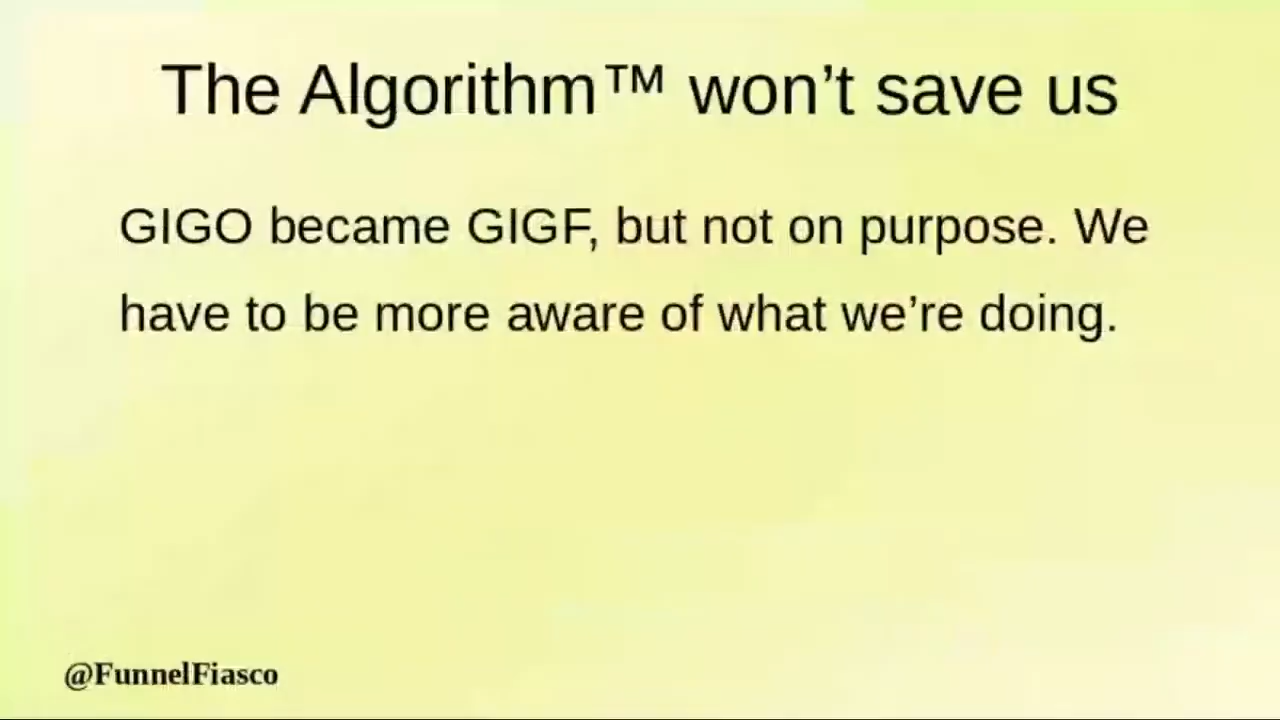 The Algorithm™ won’t save us
GIGO became GIGF, but not on purpose. We
have to be more aware of what we’re doing.
@FunnelFiasco